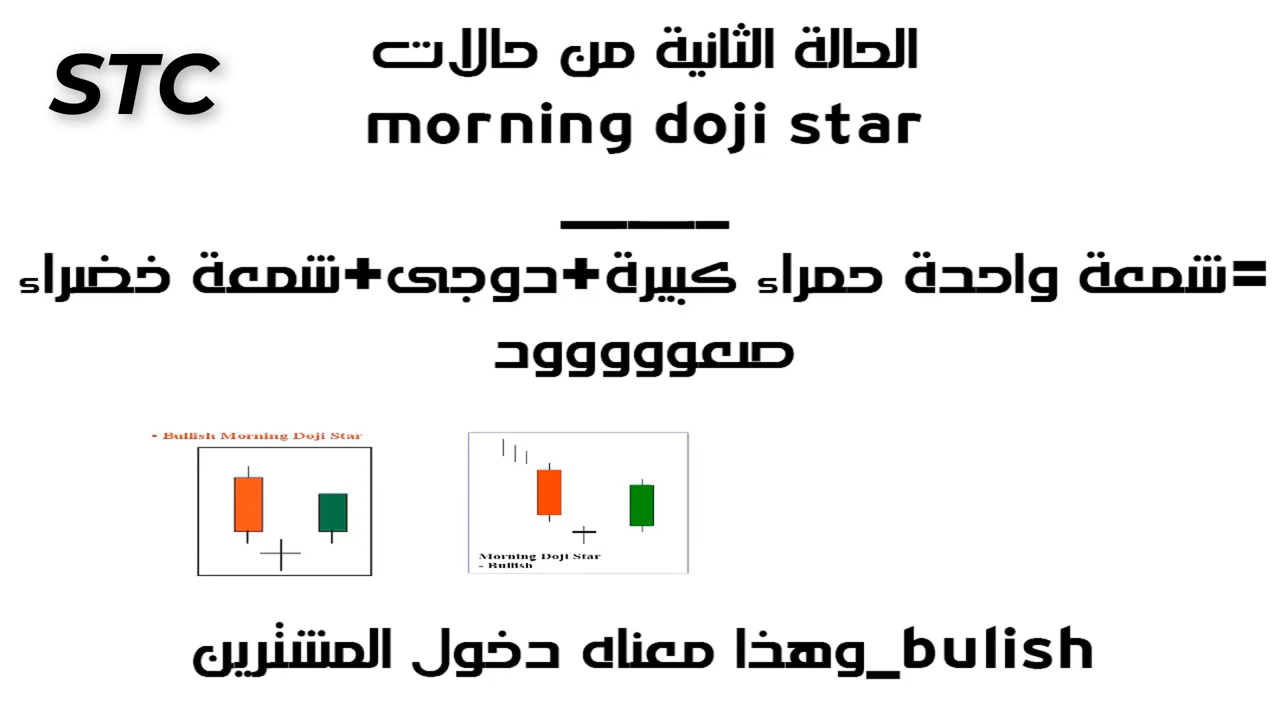 STC
الحالة الثانية من حالات
morning doji star
ـــــــــ
=شمعة واحدة حمراء كبيرة+دوجى+شمعة خضراء
صعووووود
- Bullish Morning Doji Star
Morning Doji Star
- Bullish
وهذا معناه دخول المشترين_bulish